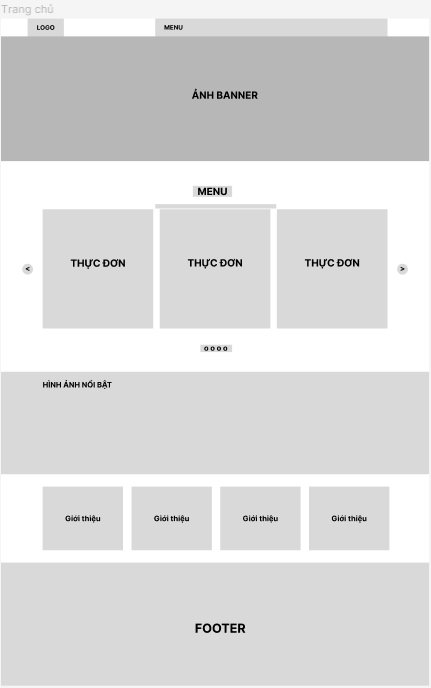 Trang chủ
LOGO
MENU
ẢNH BANNER
MENU
<
THỰC ĐƠN
THỰC ĐƠN
THỰC ĐƠN
>
o o o o
HÌNH ẢNH NỔI BẬT
Giới thiệu
Giới thiệu
Giới thiệu
Giới thiệu
FOOTER